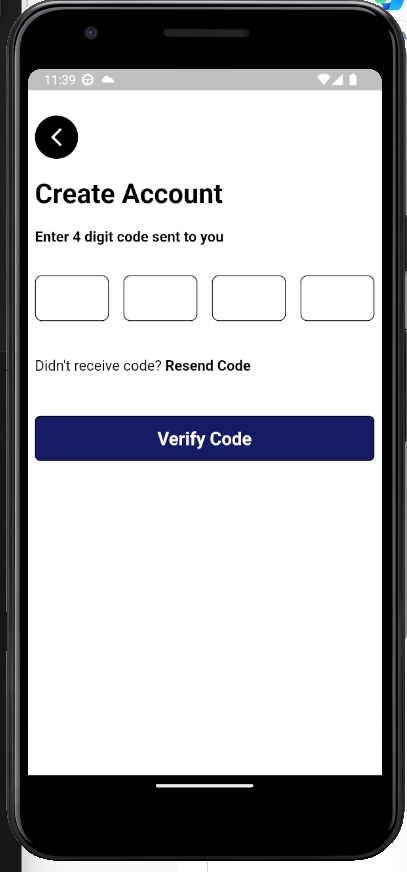 11:39
Create Account
Enter 4 digit code sent to you
Didn't receive code? Resend Code
Verify Code